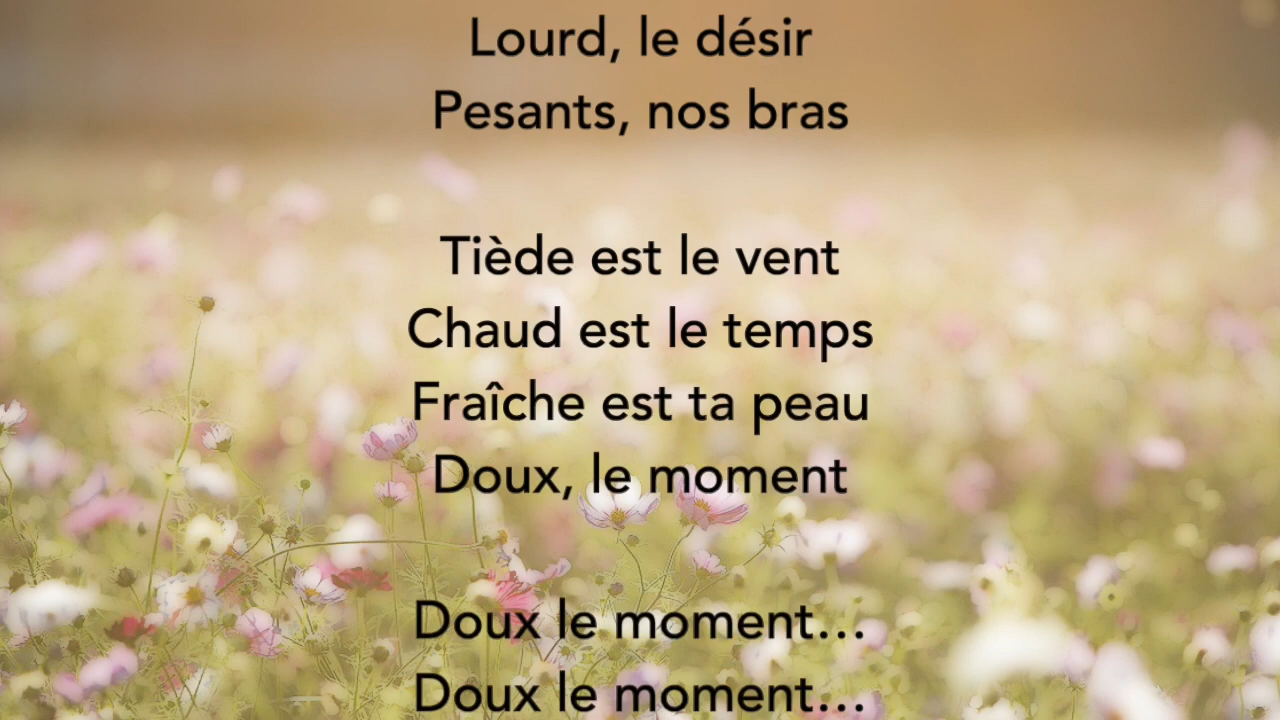 Lourd, le désir
Pesants, nos bras
Tiède est le vent
Chaud est le temps
Fraîche est ta peau
Doux, le moment
Doux le moment...
Doux le moment...